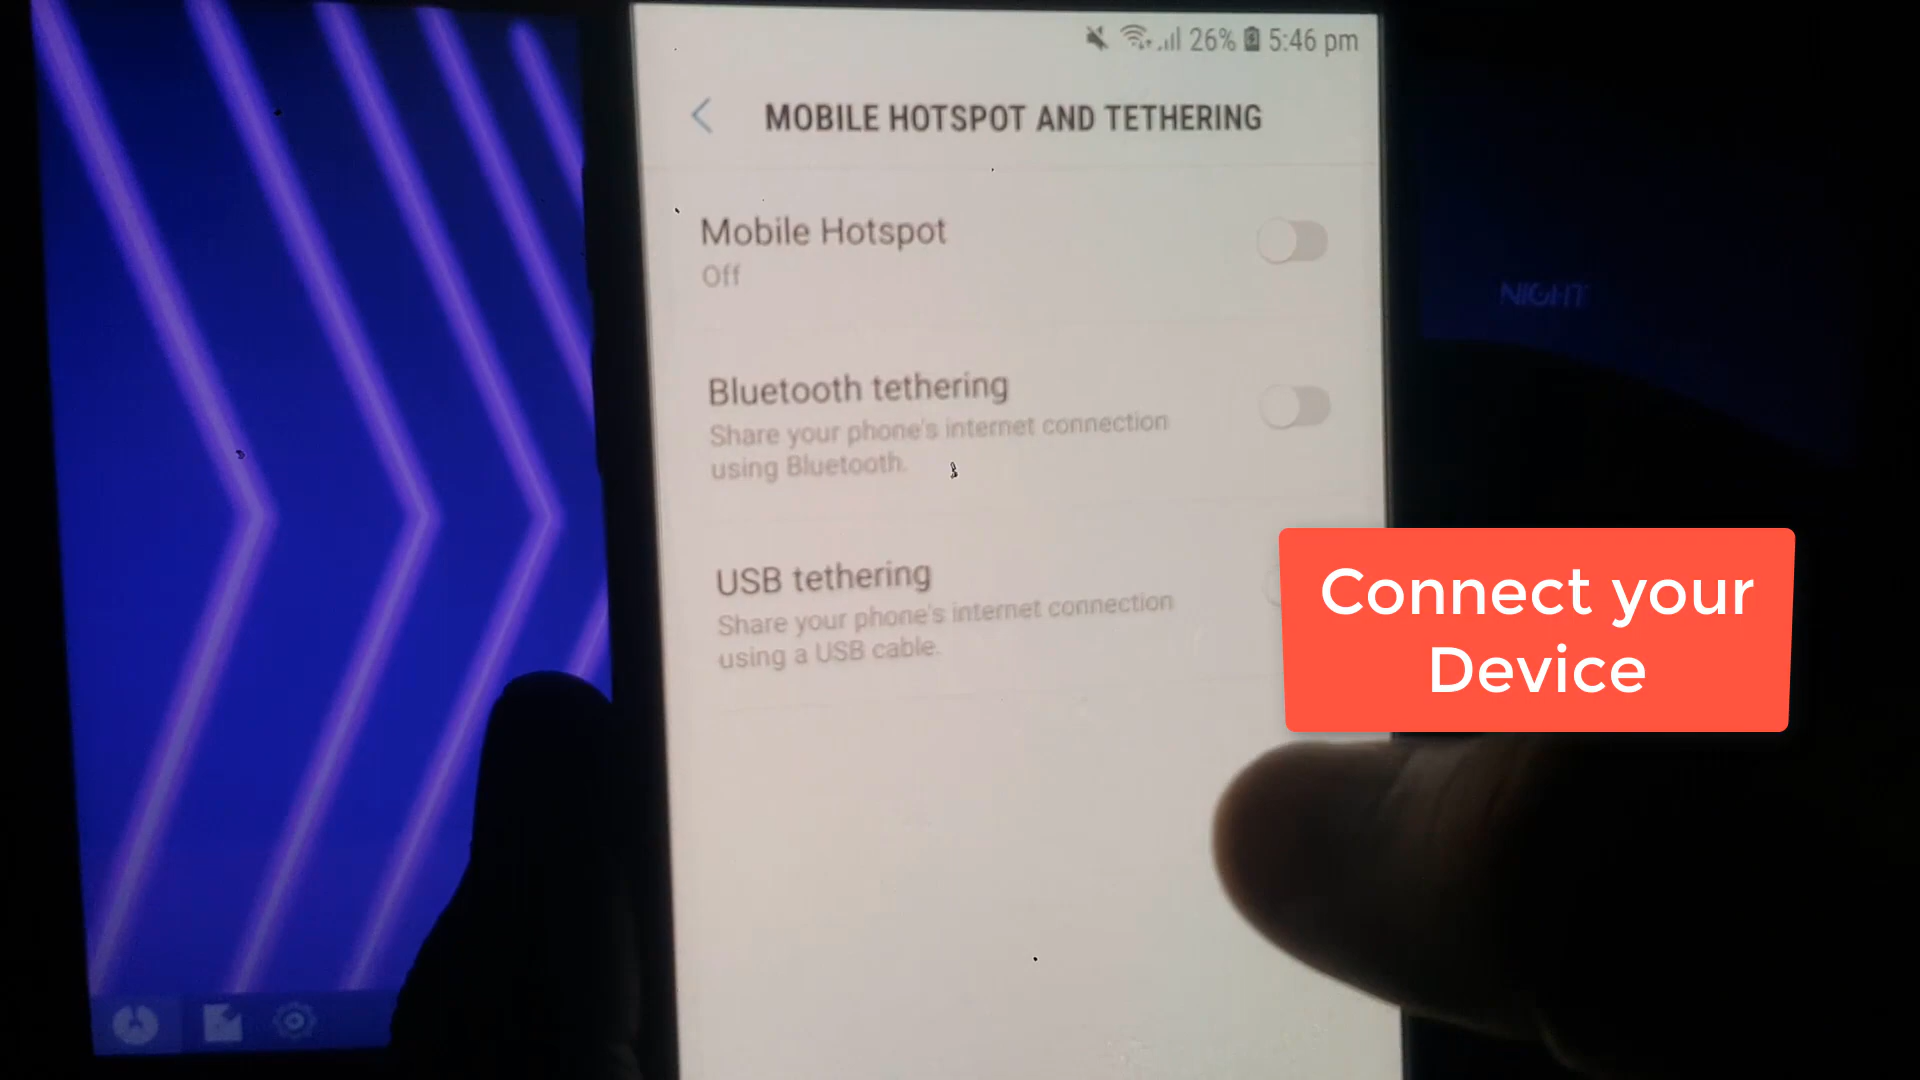 26% 5:46 pm
MOBILE HOTSPOT AND TETHERING
Mobile Hotspot
Off
Bluetooth tethering
Share your phone's internet connection
using Bluetooth.
USB tethering
Share your phone's internet connection
using a USB cable.
Connect your
Device
NIGHT